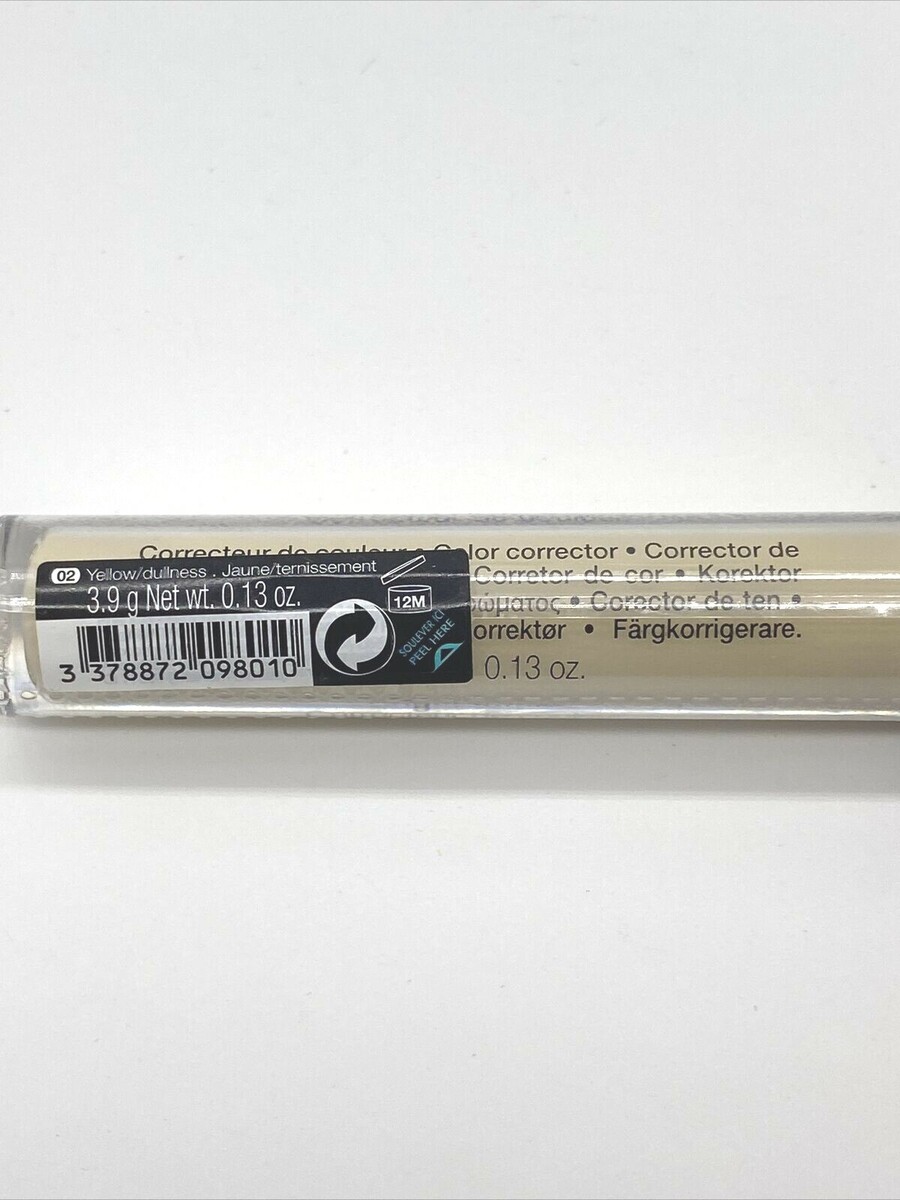 Correcteur de couleur • Color corrector • Corrector de
02 Yellow/dullness . Jaune/ternissement
Corretor de cor • Korektor
3.9 g Net wt. 0.13 oz.
12M
ώματος • Corector de ten •
orrektør • Färgkorrigerare.
SOULEVER ICI
PEEL HERE
3 378872 098010
0.13 oz.